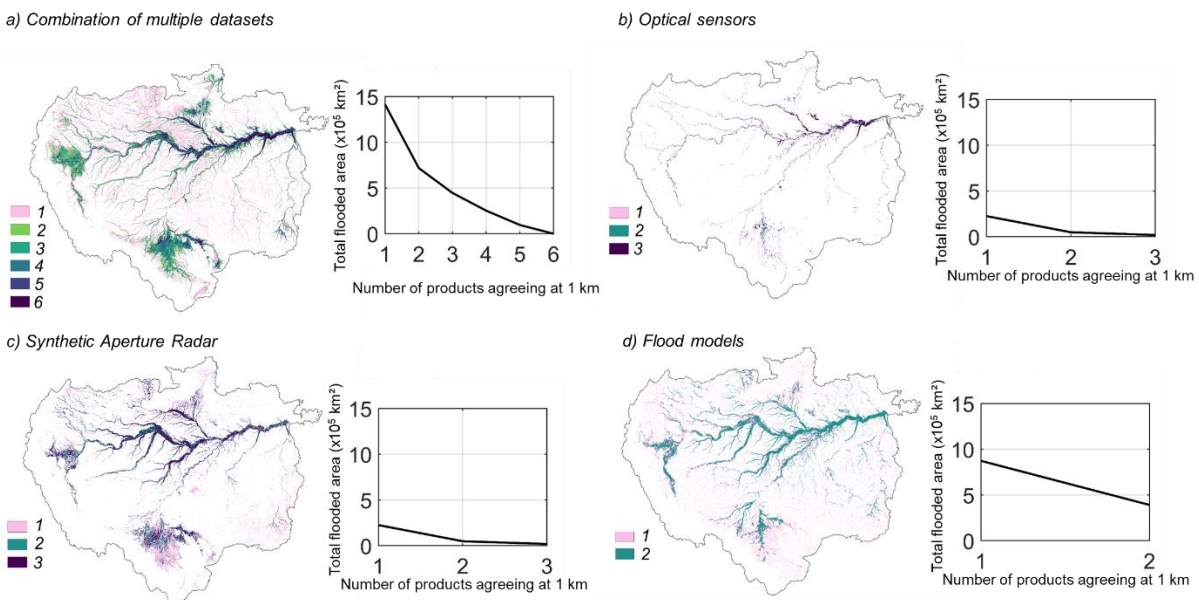 a) Combination of multiple datasets
1
2
3
4
5
6
Total flooded area (x10⁵ km²)
15
10
5
0
1 2 3 4 5 6
Number of products agreeing at 1 km
b) Optical sensors
1
2
3
Total flooded area (x10⁵ km²)
15
10
5
0
1 2 3
Number of products agreeing at 1 km
c) Synthetic Aperture Radar
1
2
3
Total flooded area (x10⁵ km²)
15
10
5
0
1 2 3
Number of products agreeing at 1 km
d) Flood models
1
2
Total flooded area (x10⁵ km²)
15
10
5
0
1 2
Number of products agreeing at 1 km